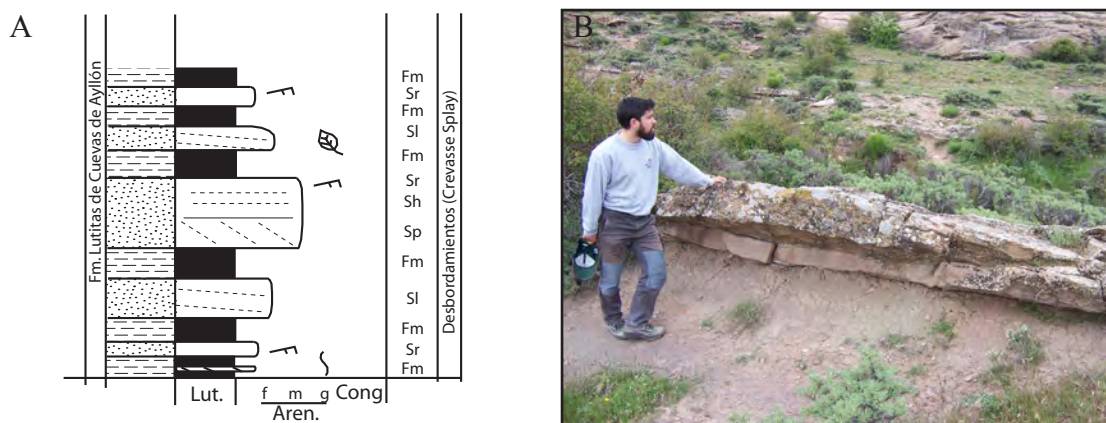 A
B
Fm. Lutitas de Cuevas de Ayllón
Fm
Sr
Fm
Sl
Fm
Sr
Sh
Sp
Fm
Sl
Fm
Sr
Fm
Desbordamientos (Crevasse Splay)
Lut.
f m g
Aren.
Cong